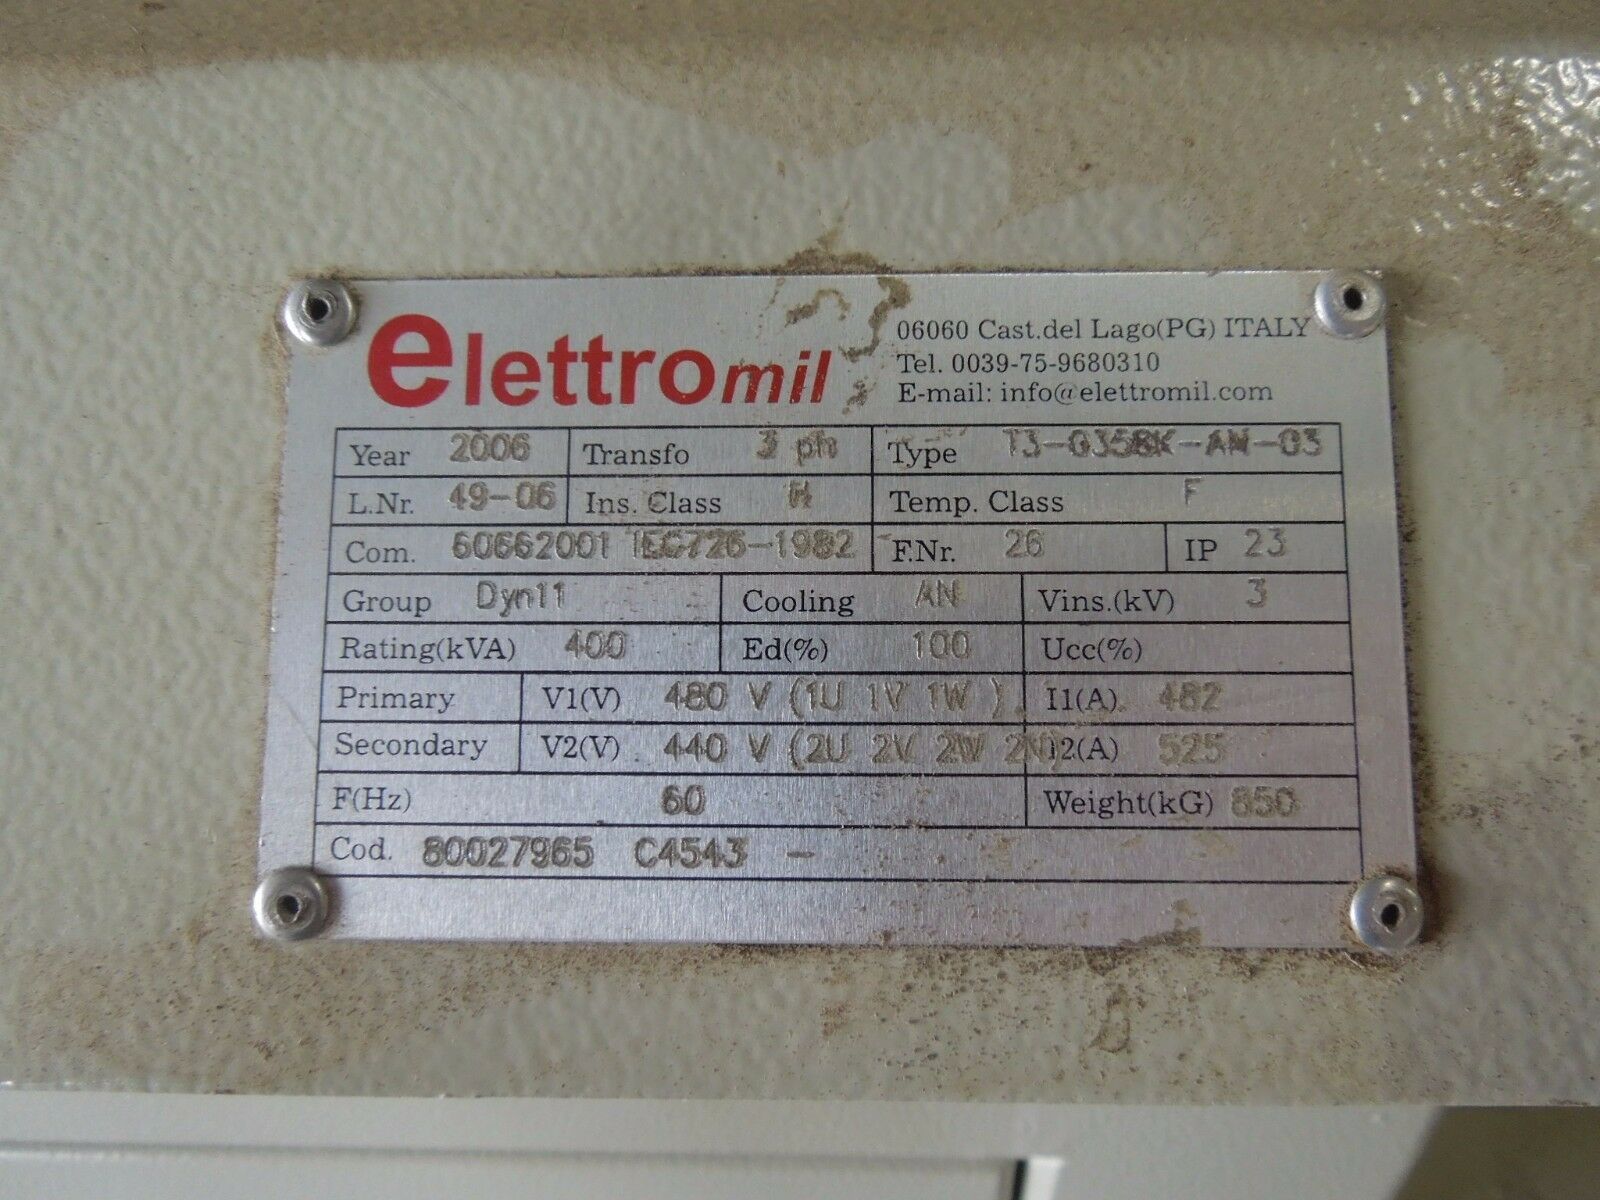 elettromil
06060 Cast.del Lago(PG) ITALY
Tel. 0039-75-9680310
E-mail: info@elettromil.com
Year 2006 Transfo 3 ph Type T3-0358K-AN-03
L.Nr. 49-06 Ins. Class H Temp. Class F
Com. 60662001 IEC726-1982 F.Nr. 26 IP 23
Group Dyn11 Cooling AN Vins.(kV) 3
Rating(kVA) 400 Ed(%) 100 Ucc(%)
Primary V1(V) 480 V (1U 1V 1W ) I1(A) 482
Secondary V2(V) 440 V (2U 2V 2W 2N) I2(A) 525
F(Hz) 60 Weight(kG) 850
Cod. 80027965 C4543 -